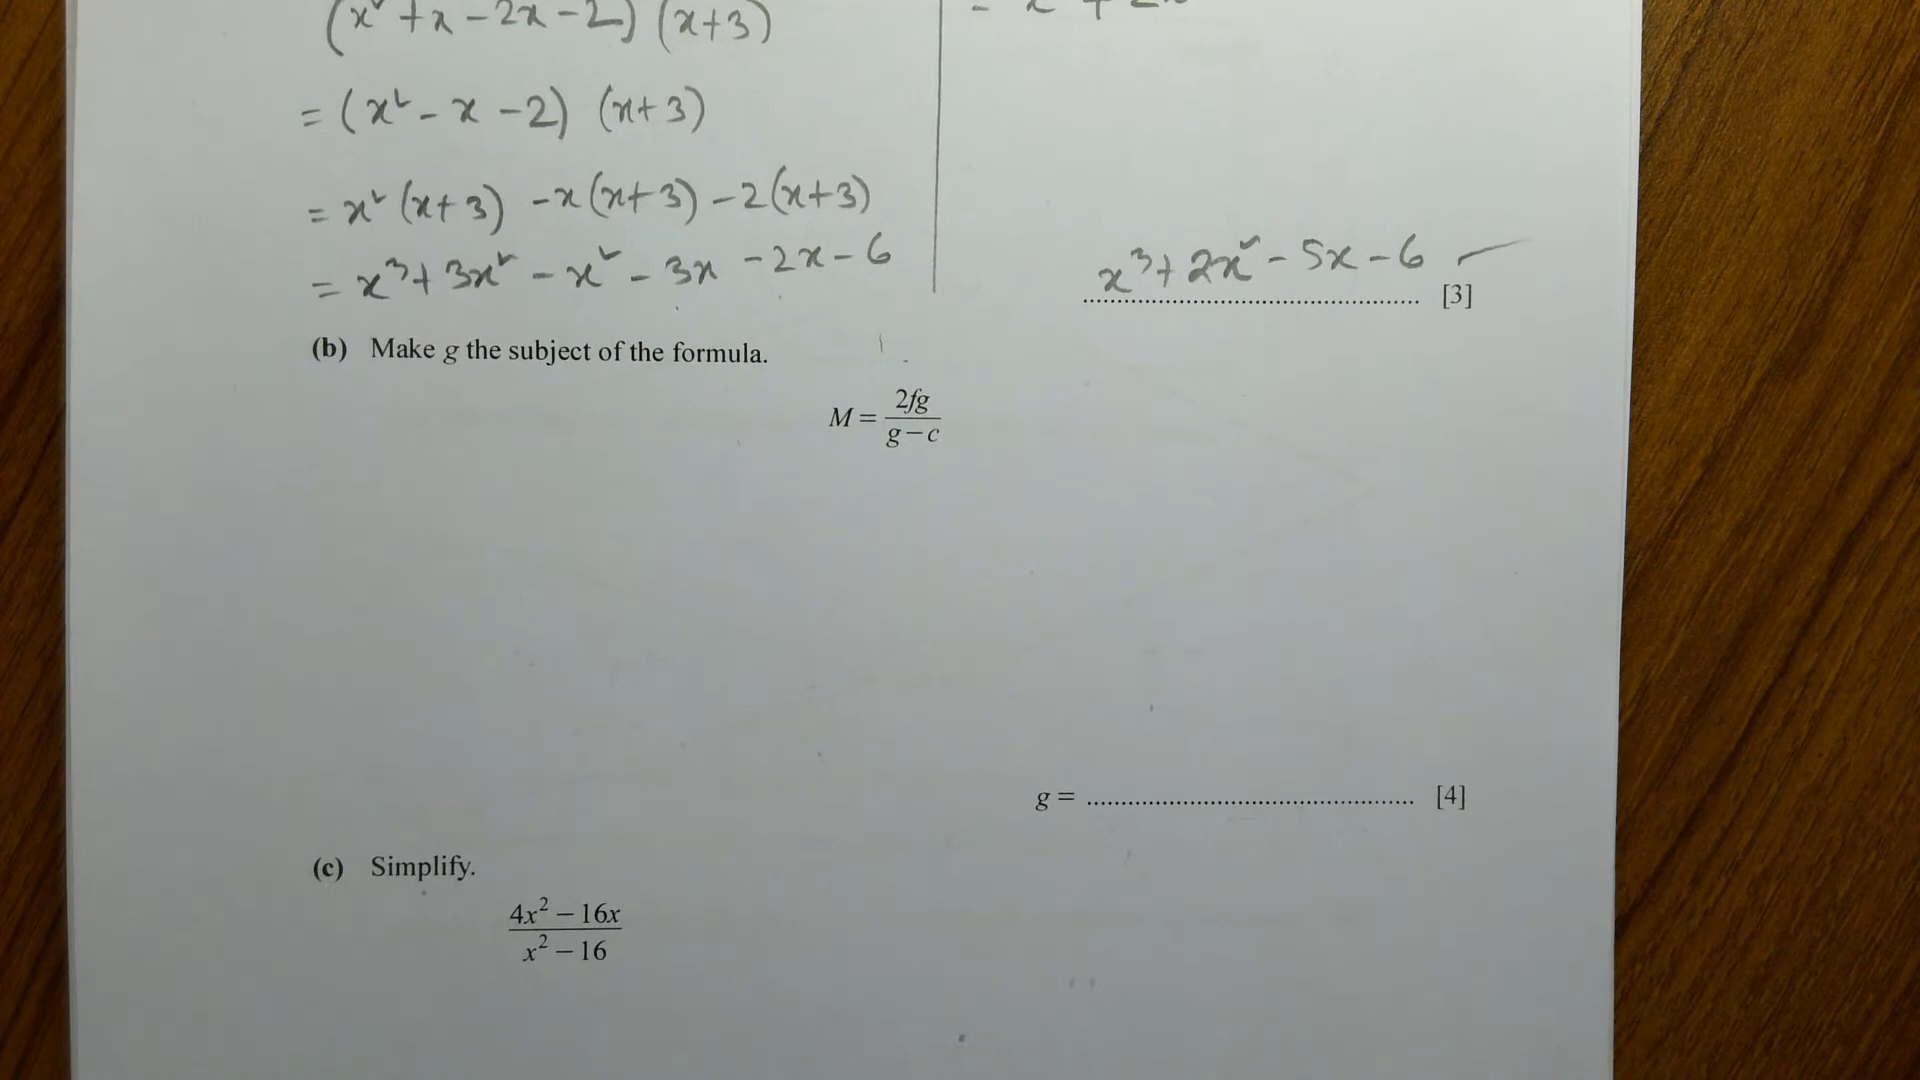 (x² + x - 2x - 2) (x+3)
= (x² - x - 2) (x+3)
= x² (x+3) - x (x+3) - 2 (x+3)
= x³ + 3x² - x² - 3x - 2x - 6
x³ + 2x² - 5x - 6
[3]
(b) Make g the subject of the formula.
M = 2fg
g - c
g = ........................................ [4]
(c) Simplify.
4x² - 16x
x² - 16